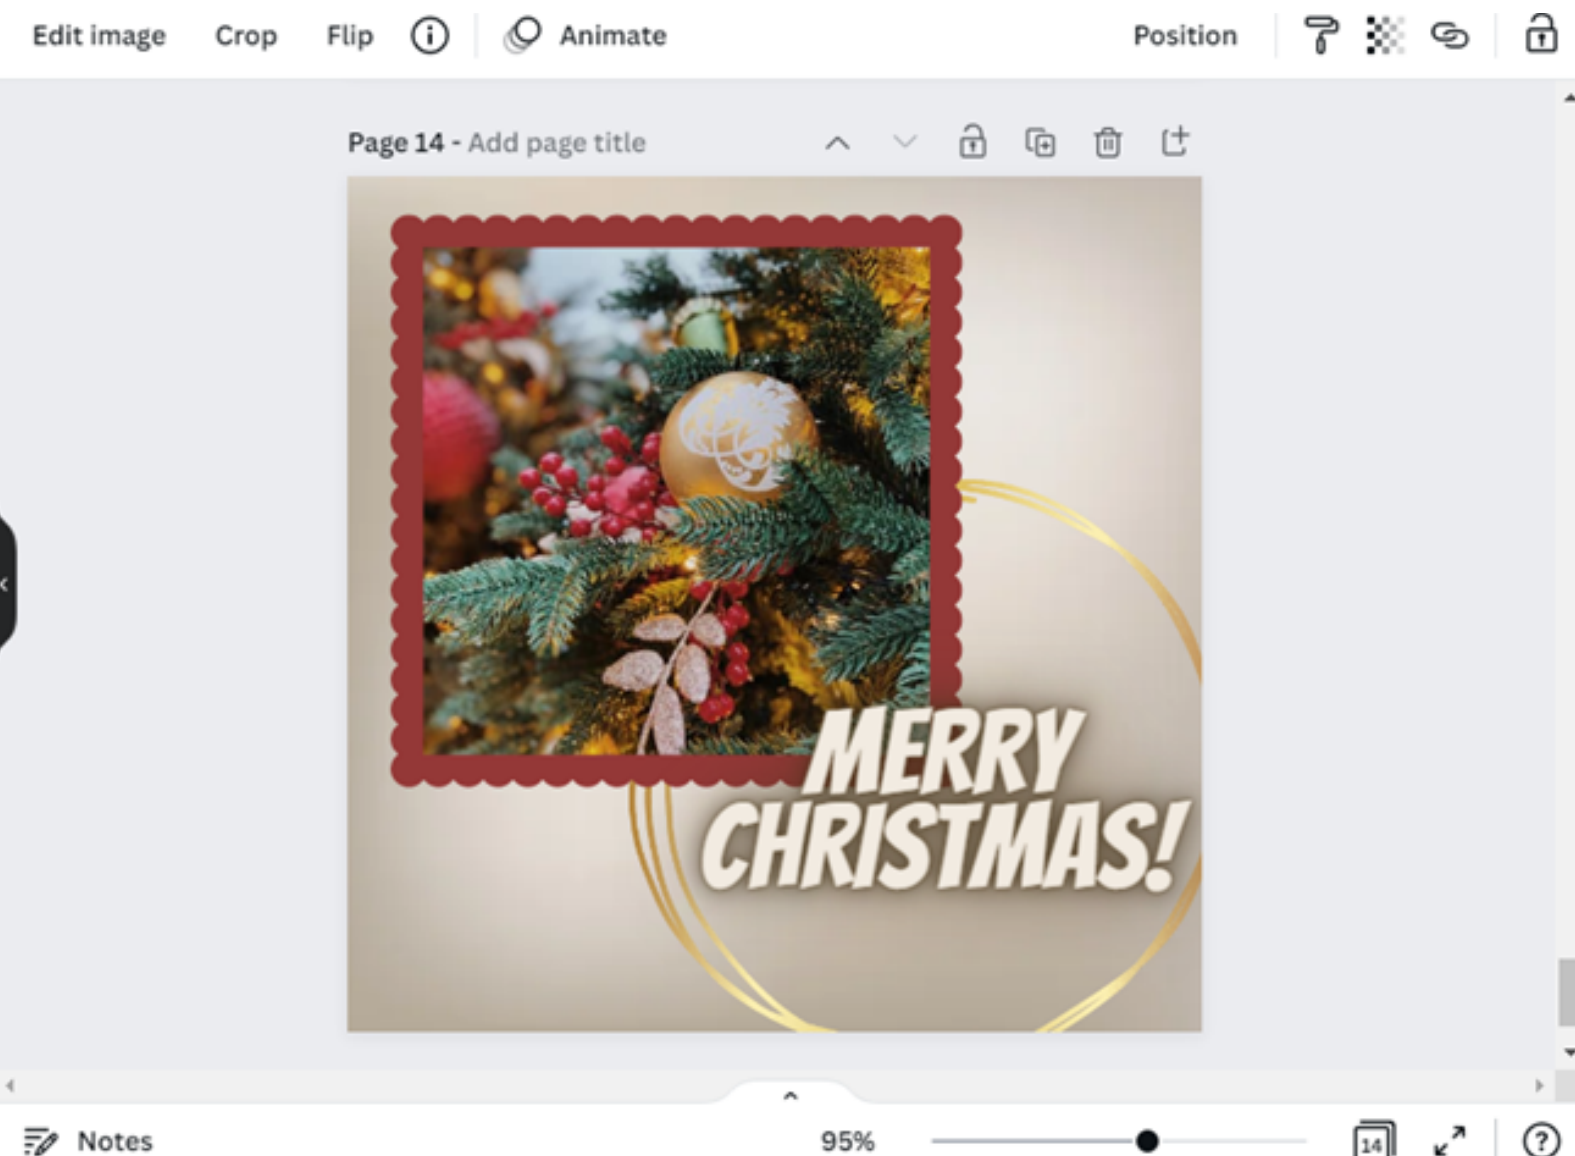 Edit image Crop Flip Animate Position
Page 14 - Add page title
MERRY
CHRISTMAS!
Notes 95% 14 ?